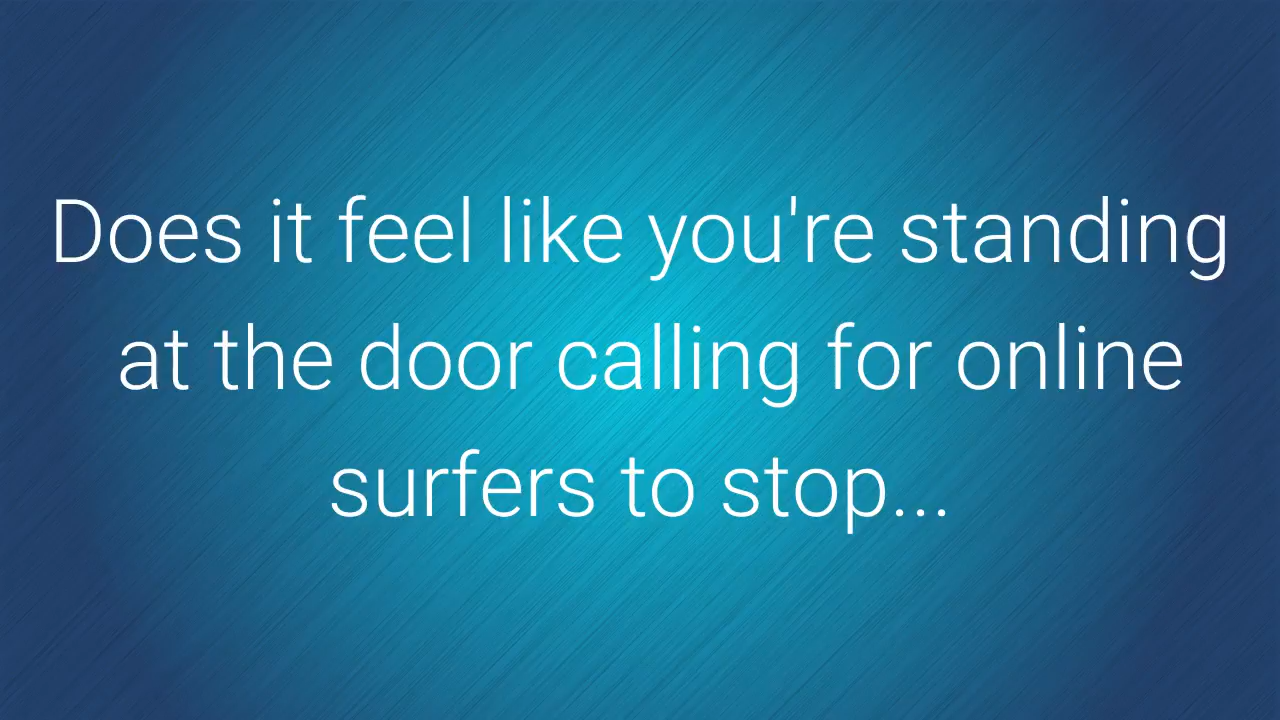 Does it feel like you're standing
at the door calling for online
surfers to stop...